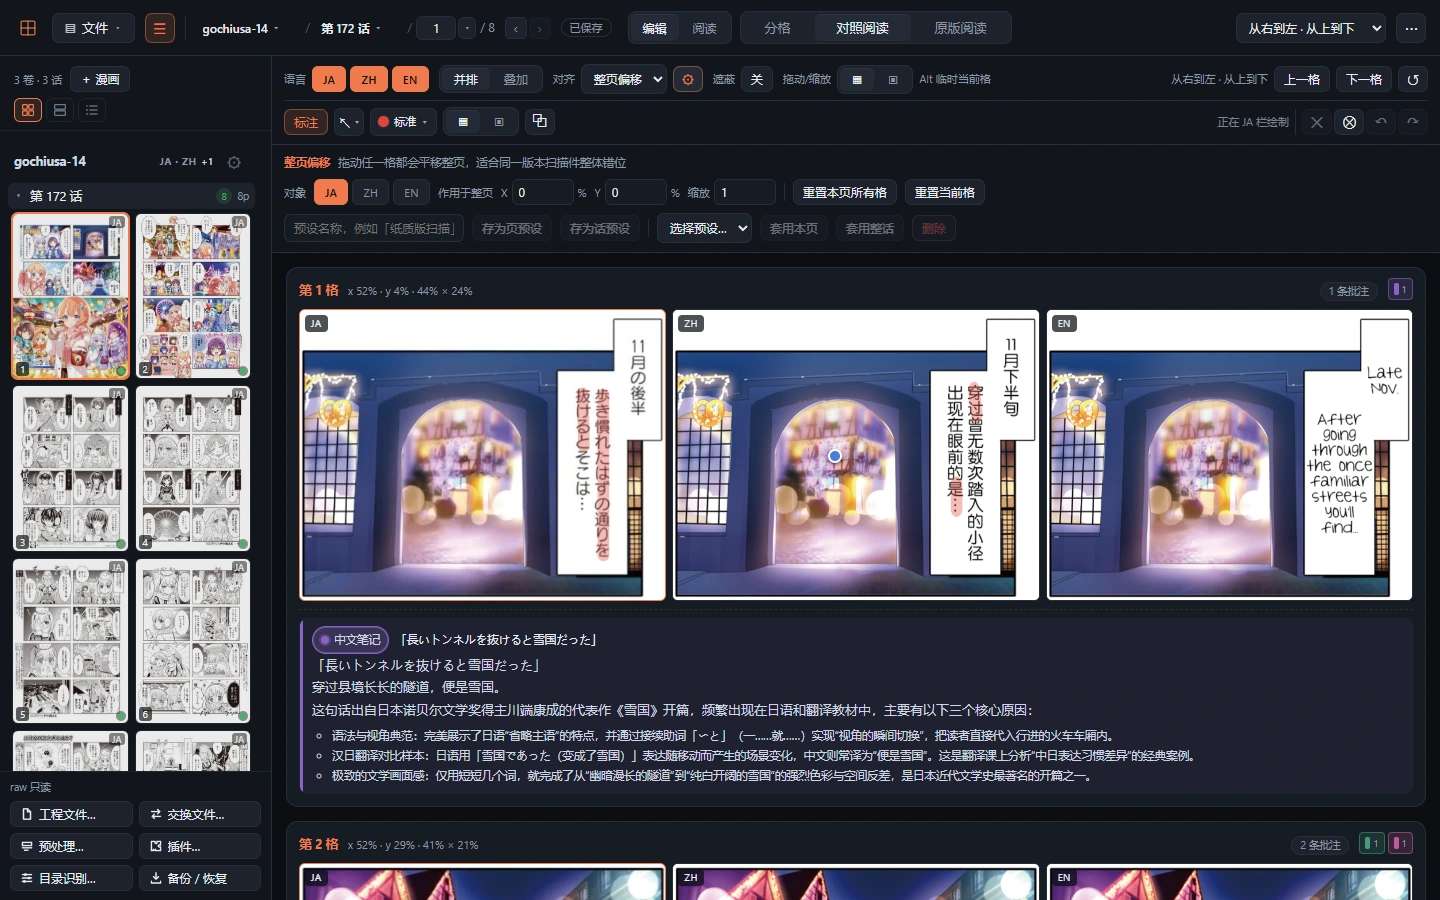 文件
gochiusa-14
/
第 172 话
/
1
/ 8
已保存
编辑
阅读
分格
对照阅读
原版阅读
从右到左 · 从上到下
3 卷 · 3 话
+ 漫画
语言
JA
ZH
EN
并排
叠加
对齐
整页偏移
遮蔽
关
拖动/缩放
Alt 临时当前格
从右到左 · 从上到下
上一格
下一格
标注
标准
正在 JA 栏绘制
gochiusa-14
JA · ZH +1
第 172 话
8
8p
JA
1
JA
2
JA
3
JA
4
JA
5
JA
6
JA
JA
整页偏移 拖动任一格都会平移整页，适合同一版本扫描件整体错位
对象
JA
ZH
EN
作用于整页
X
0
%
Y
0
%
缩放
1
重置本页所有格
重置当前格
预设名称，例如「纸质版扫描」
存为页预设
存为话预设
选择预设...
套用本页
套用整话
删除
第 1 格 x 52% · y 4% · 44% × 24%
1 条批注
1
JA
11月の後半
歩き慣れたはずの通りを
抜けるとそこは…
ZH
11月下半旬
穿过曾无数次踏入的小径
出现在眼前的是…
EN
Late
Nov.
After
going
through
the once
familiar
streets
you'll
find...
中文笔记
「長いトンネルを抜けると雪国だった」
「長いトンネルを抜けると雪国だった」
穿过县境长长的隧道，便是雪国。
这句话出自日本诺贝尔文学奖得主川端康成的代表作《雪国》开篇，频繁出现在日语和翻译教材中，主要有以下三个核心原因：
语法与视角典范：完美展示了日语“省略主语”的特点，并通过接续助词「～と」（一……就……）实现“视角的瞬间切换”，把读者直接代入行进的火车车厢内。
汉日翻译对比样本：日语用「雪国であった（变成了雪国）」表达随移动而产生的场景变化，中文则常译为“便是雪国”。这是翻译课上分析“中日表达习惯差异”的经典案例。
极致的文学画面感：仅用短短几个词，就完成了从“幽暗漫长的隧道”到“纯白开阔的雪国”的强烈色彩与空间反差，是日本近代文学史最著名的开篇之一。
第 2 格 x 52% · y 29% · 41% × 21%
2 条批注
1
1
JA
ZH
EN
raw 只读
工程文件...
交换文件...
预处理...
插件...
目录识别...
备份 / 恢复